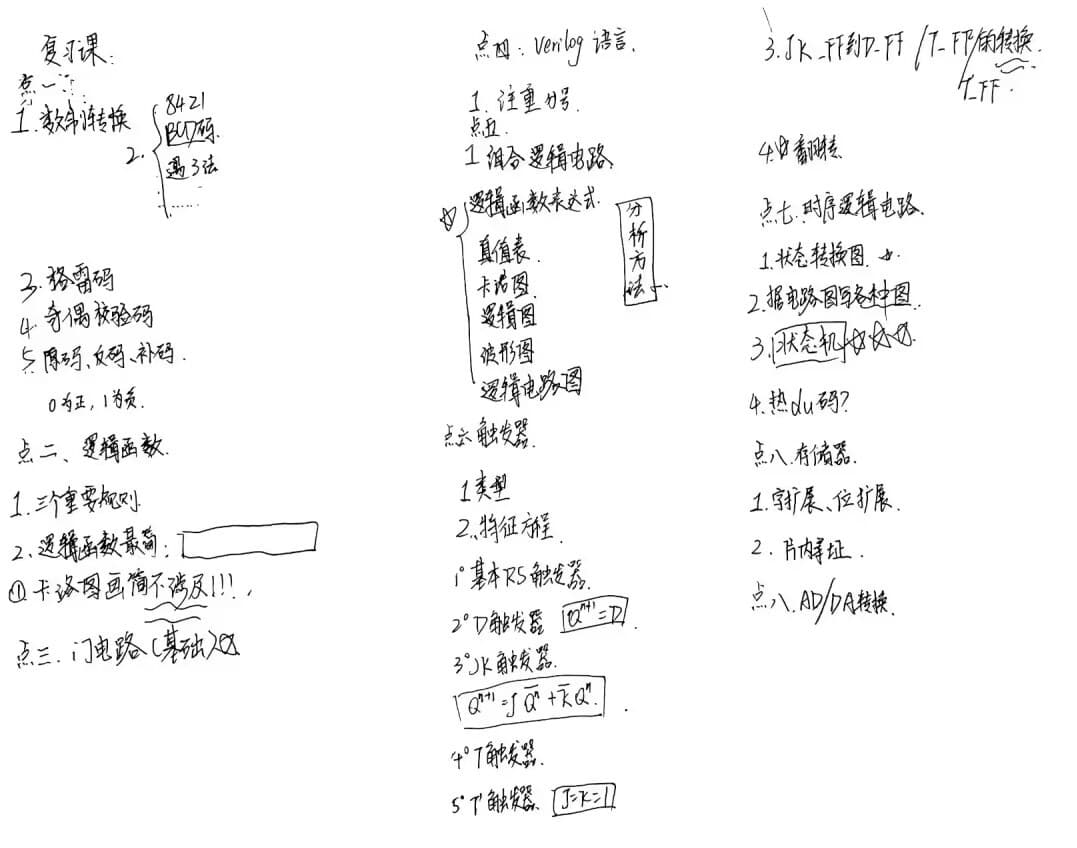 复习课:
点一:
1.数制转换
2. 8421
BCD码.
遇3法
......
3.格雷码
4.奇偶校验码
5.原码、反码、补码.
0为正,1为负.
点二、逻辑函数.
1.三个重要规则
2.逻辑函数最简:
①卡诺图画简不涉及!!!.
点三.门电路(基础)☆
点四:Verilog 语言.
1.注重分号
点五.
1组合逻辑电路
☆ 逻辑函数表达式.
真值表.
卡诺图.
逻辑图
波形图
逻辑电路图
分析方法
点六触发器.
1类型
2.特征方程.
1°基本RS触发器.
2°D触发器 Qⁿ⁺¹=D.
3°JK触发器.
Qⁿ⁺¹=JQ̅ⁿ+K̅Qⁿ.
4°T触发器.
5°T'触发器. J=K=1
3.JK_FF到D_FF/T_FF/的转换.
T'_FF.
4.翻转
点七.时序逻辑电路.
1.状态转换图.☆.
2.据电路图写各种图.
3.状态机☆☆☆.
4.热du码?
点八.存储器.
1.字扩展、位扩展.
2.片内寻址.
点八.AD/DA转换.